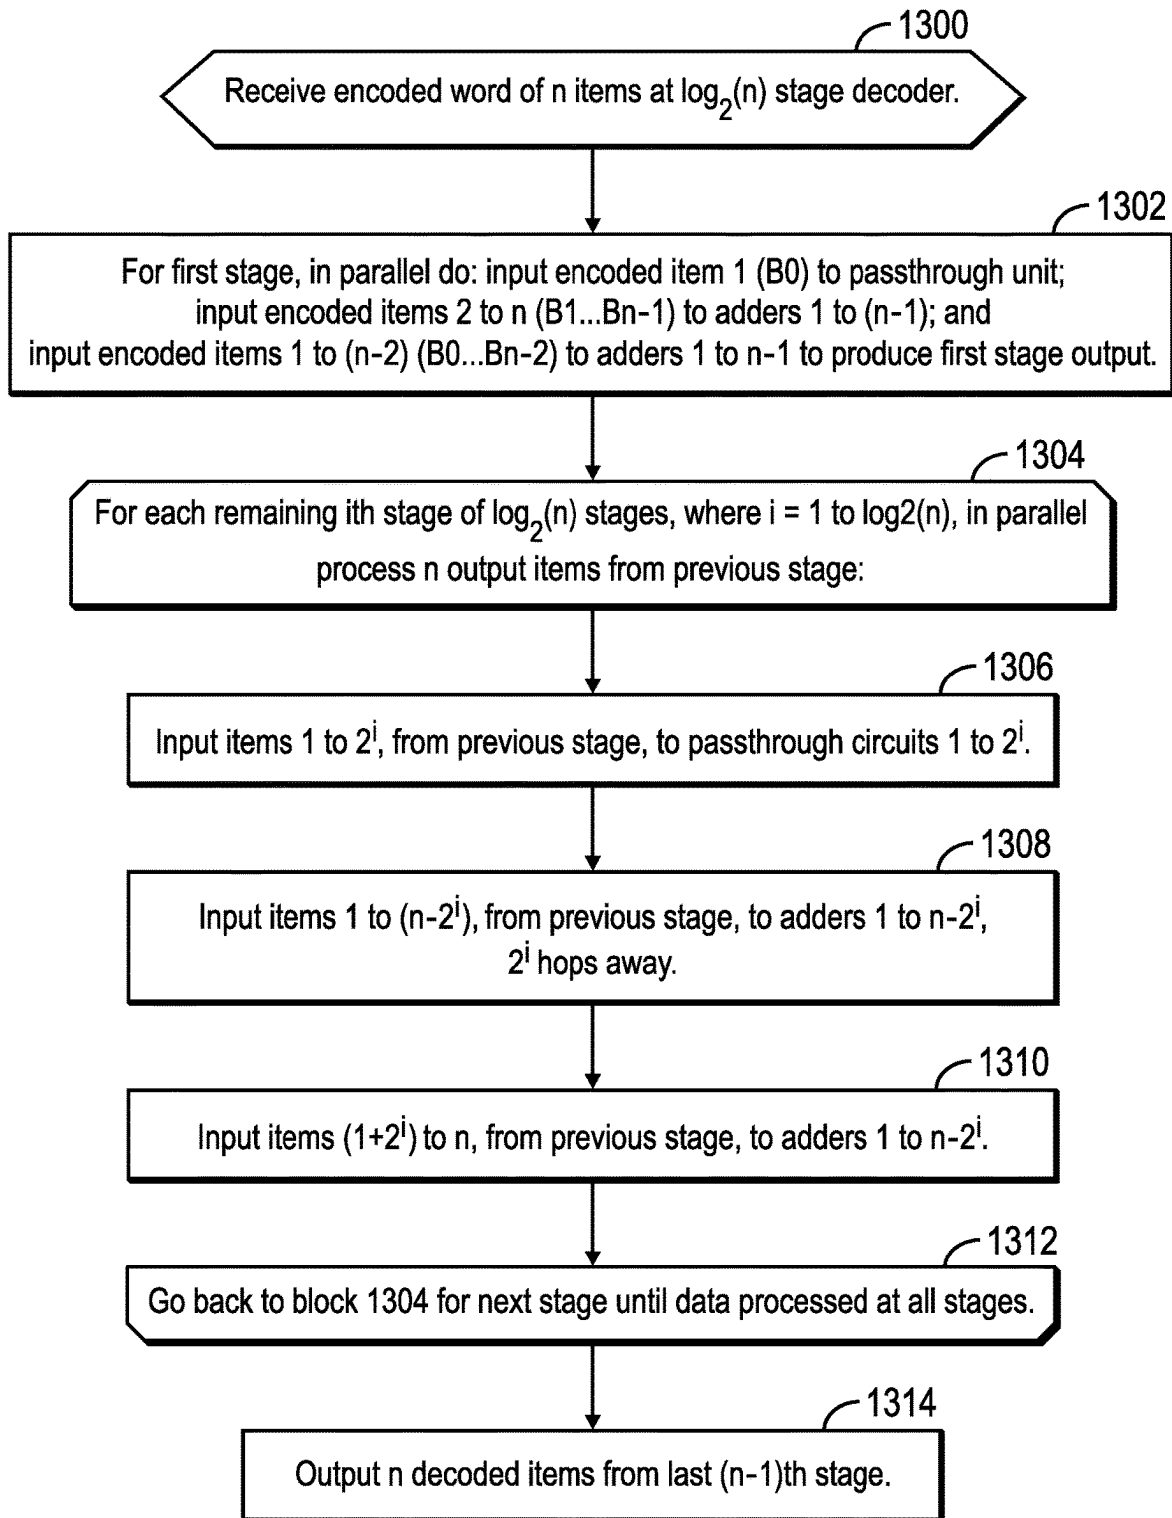 1300
Receive encoded word of n items at log₂(n) stage decoder.
1302
For first stage, in parallel do: input encoded item 1 (B0) to passthrough unit;
input encoded items 2 to n (B1...Bn-1) to adders 1 to (n-1); and
input encoded items 1 to (n-2) (B0...Bn-2) to adders 1 to n-1 to produce first stage output.
1304
For each remaining ith stage of log₂(n) stages, where i = 1 to log2(n), in parallel
process n output items from previous stage:
1306
Input items 1 to 2ⁱ, from previous stage, to passthrough circuits 1 to 2ⁱ.
1308
Input items 1 to (n-2ⁱ), from previous stage, to adders 1 to n-2ⁱ,
2ⁱ hops away.
1310
Input items (1+2ⁱ) to n, from previous stage, to adders 1 to n-2ⁱ.
1312
Go back to block 1304 for next stage until data processed at all stages.
1314
Output n decoded items from last (n-1)th stage.